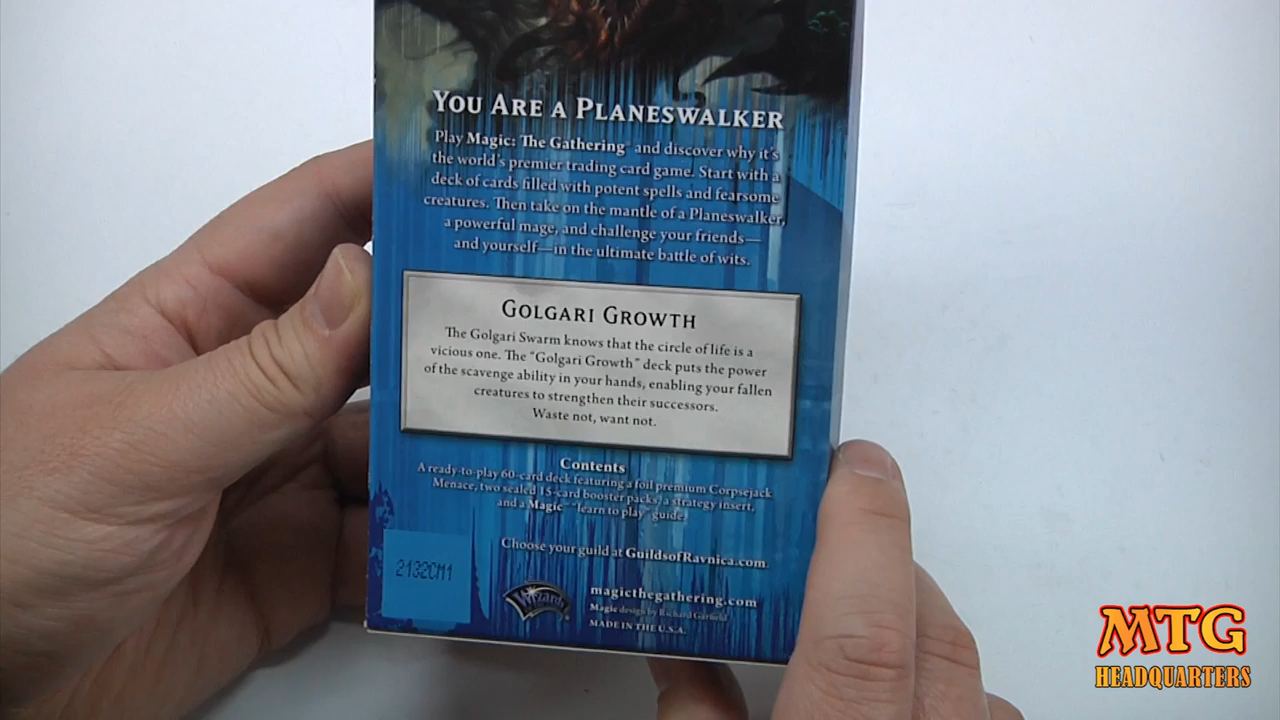 YOU ARE A PLANESWALKER
Play Magic: The Gathering® and discover why it's
the world's premier trading card game. Start with a
deck of cards filled with potent spells and fearsome
creatures. Then take on the mantle of a Planeswalker,
a powerful mage, and challenge your friends—
and yourself—in the ultimate battle of wits.
GOLGARI GROWTH
The Golgari Swarm knows that the circle of life is a
vicious one. The "Golgari Growth" deck puts the power
of the scavenge ability in your hands, enabling your fallen
creatures to strengthen their successors.
Waste not, want not.
Contents
A ready-to-play 60-card deck featuring a foil premium Corpsejack
Menace, two sealed 15-card booster packs, a strategy insert,
and a Magic™ "learn to play" guide.
Choose your guild at GuildsofRavnica.com.
2132CM1
Wizards
magicthegathering.com
Magic design by Richard Garfield
MADE IN THE U.S.A.
MTG
HEADQUARTERS